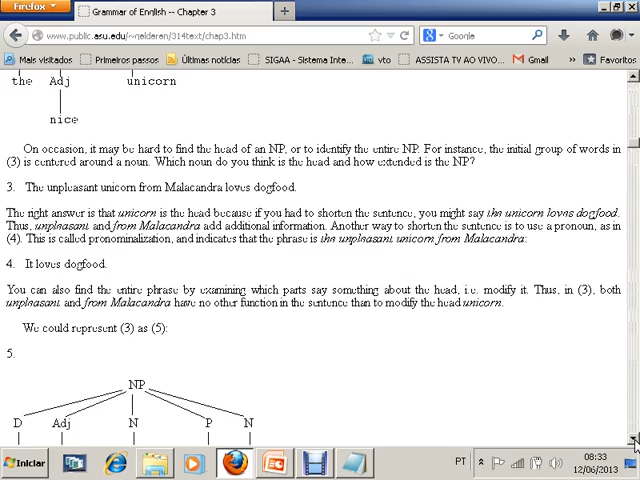 Firefox
Grammar of English -- Chapter 3
www.public.asu.edu/~gelderen/314text/chap3.htm
Google
Mais visitados
Primeiros passos
Últimas notícias
SIGAA - Sistema Inte...
vto
ASSISTA TV AO VIVO...
Gmail
»
Favoritos
the Adj unicorn
nice
On occasion, it may be hard to find the head of an NP, or to identify the entire NP. For instance, the initial group of words in
(3) is centered around a noun. Which noun do you think is the head and how extended is the NP?
3. The unpleasant unicorn from Malacandra loves dogfood.
The right answer is that unicorn is the head because if you had to shorten the sentence, you might say the unicorn loves dogfood.
Thus, unpleasant and from Malacandra add additional information. Another way to shorten the sentence is to use a pronoun, as in
(4). This is called pronominalization, and indicates that the phrase is the unpleasant unicorn from Malacandra:
4. It loves dogfood.
You can also find the entire phrase by examining which parts say something about the head, i.e. modify it. Thus, in (3), both
unpleasant and from Malacandra have no other function in the sentence than to modify the head unicorn.
We could represent (3) as (5):
5.
NP
D Adj N P N
Iniciar
PT
08:33
12/06/2013